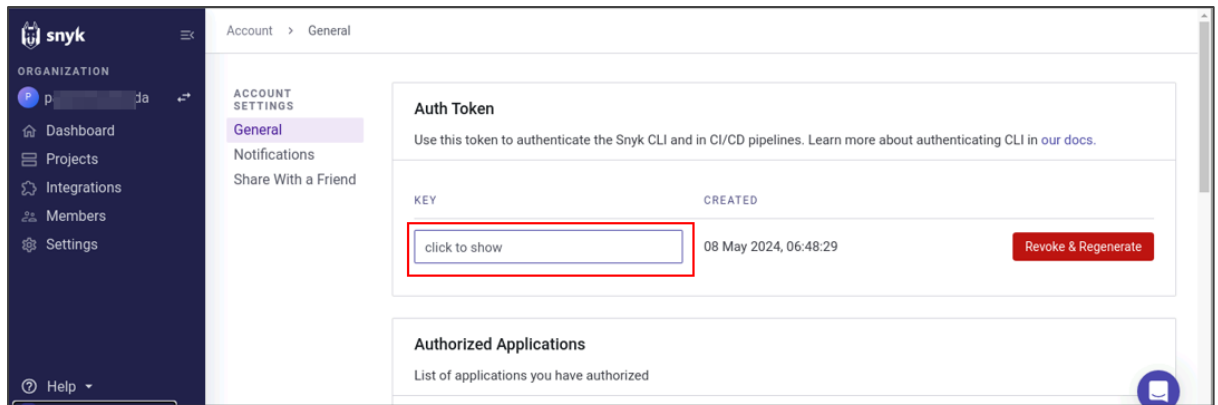 snyk
ORGANIZATION
P
Dashboard
Projects
Integrations
Members
Settings
Help
Account > General
ACCOUNT
SETTINGS
General
Notifications
Share With a Friend
Auth Token
Use this token to authenticate the Snyk CLI and in CI/CD pipelines. Learn more about authenticating CLI in our docs.
KEY CREATED
click to show 08 May 2024, 06:48:29 Revoke & Regenerate
Authorized Applications
List of applications you have authorized